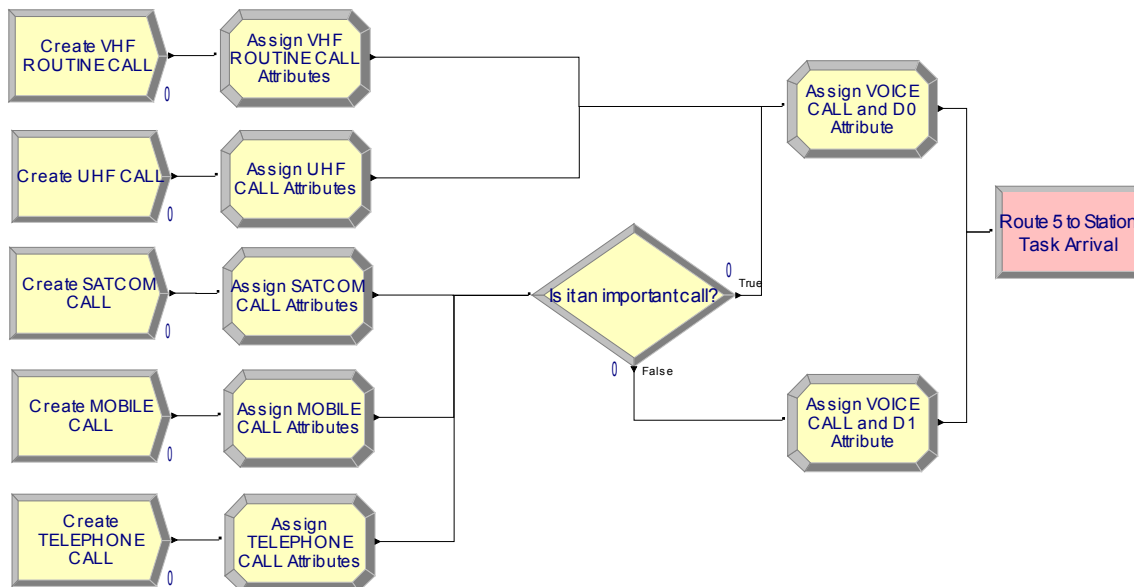 Create VHF
ROUTINE CALL
0
Assign VHF
ROUTINE CALL
Attributes
Create UHF CALL
0
Assign UHF
CALL Attributes
Create SATCOM
CALL
0
Assign SATCOM
CALL Attributes
Create MOBILE
CALL
0
Assign MOBILE
CALL Attributes
Create
TELEPHONE
CALL
0
Assign
TELEPHONE
CALL Attributes
Is it an important call?
0
True
0
False
Assign VOICE
CALL and D0
Attribute
Assign VOICE
CALL and D1
Attribute
Route 5 to Station
Task Arrival